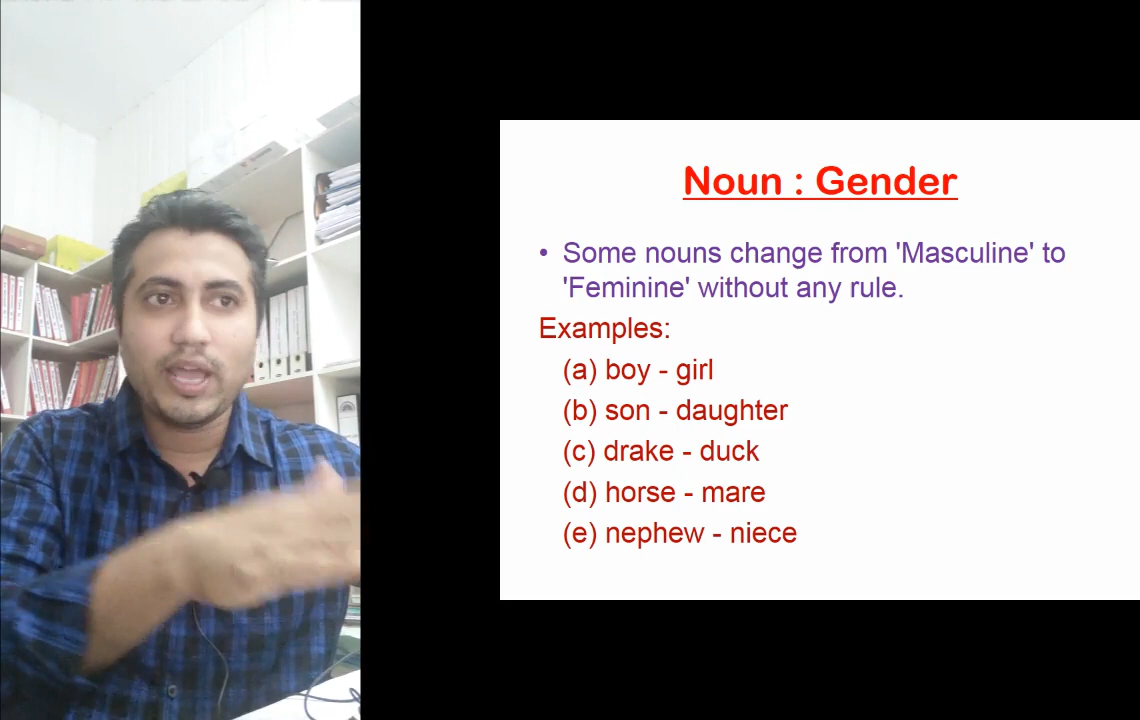 Noun : Gender
• Some nouns change from 'Masculine' to
'Feminine' without any rule.
Examples:
(a) boy - girl
(b) son - daughter
(c) drake - duck
(d) horse - mare
(e) nephew - niece